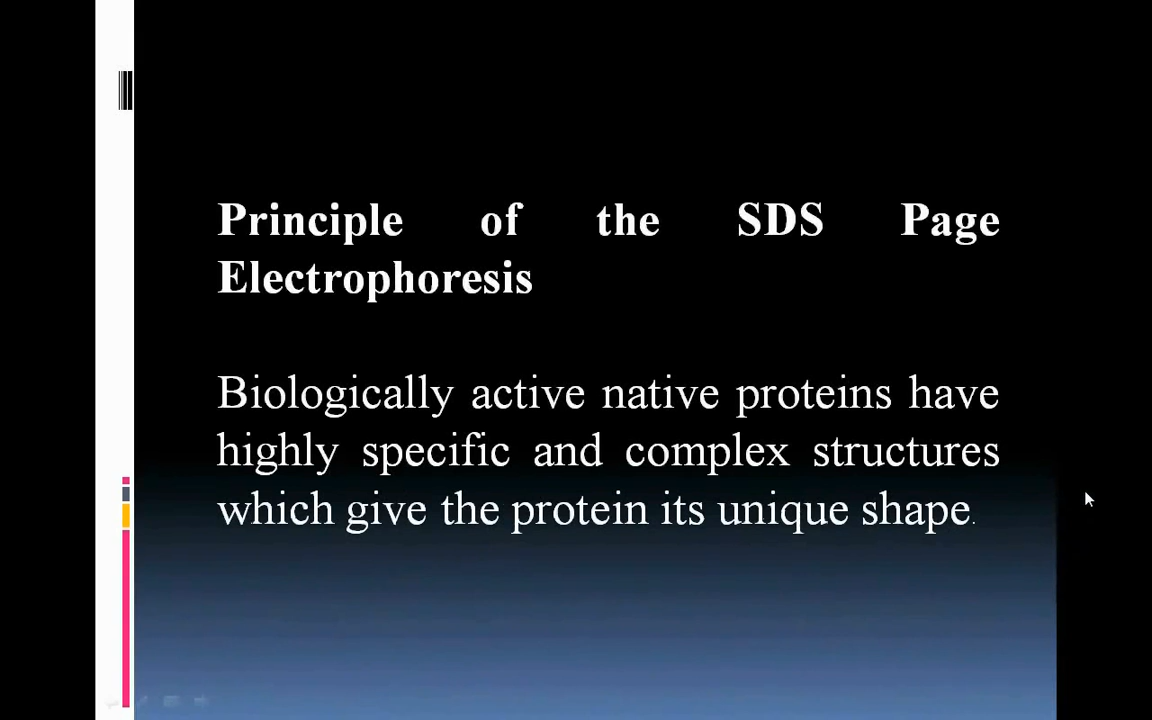 Principle of the SDS Page
Electrophoresis
Biologically active native proteins have
highly specific and complex structures
which give the protein its unique shape.